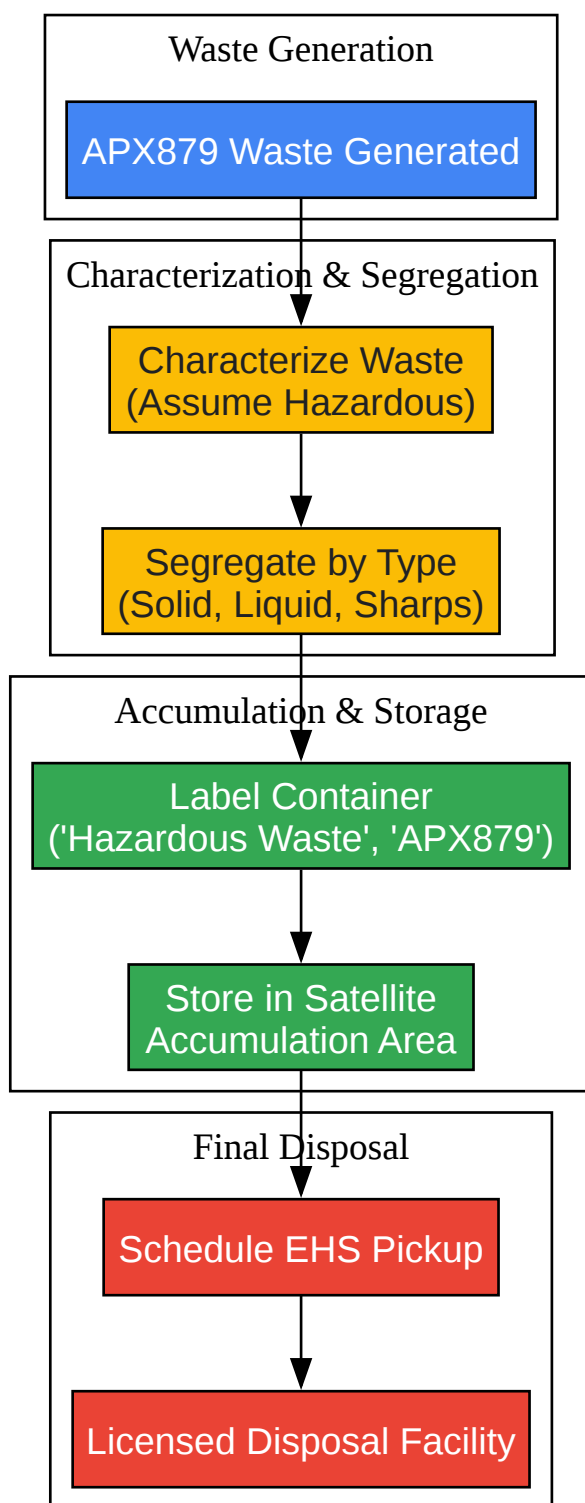 Waste Generation
APX879 Waste Generated
Characterization & Segregation
Characterize Waste
(Assume Hazardous)
Segregate by Type
(Solid, Liquid, Sharps)
Accumulation & Storage
Label Container
('Hazardous Waste', 'APX879')
Store in Satellite
Accumulation Area
Final Disposal
Schedule EHS Pickup
Licensed Disposal Facility